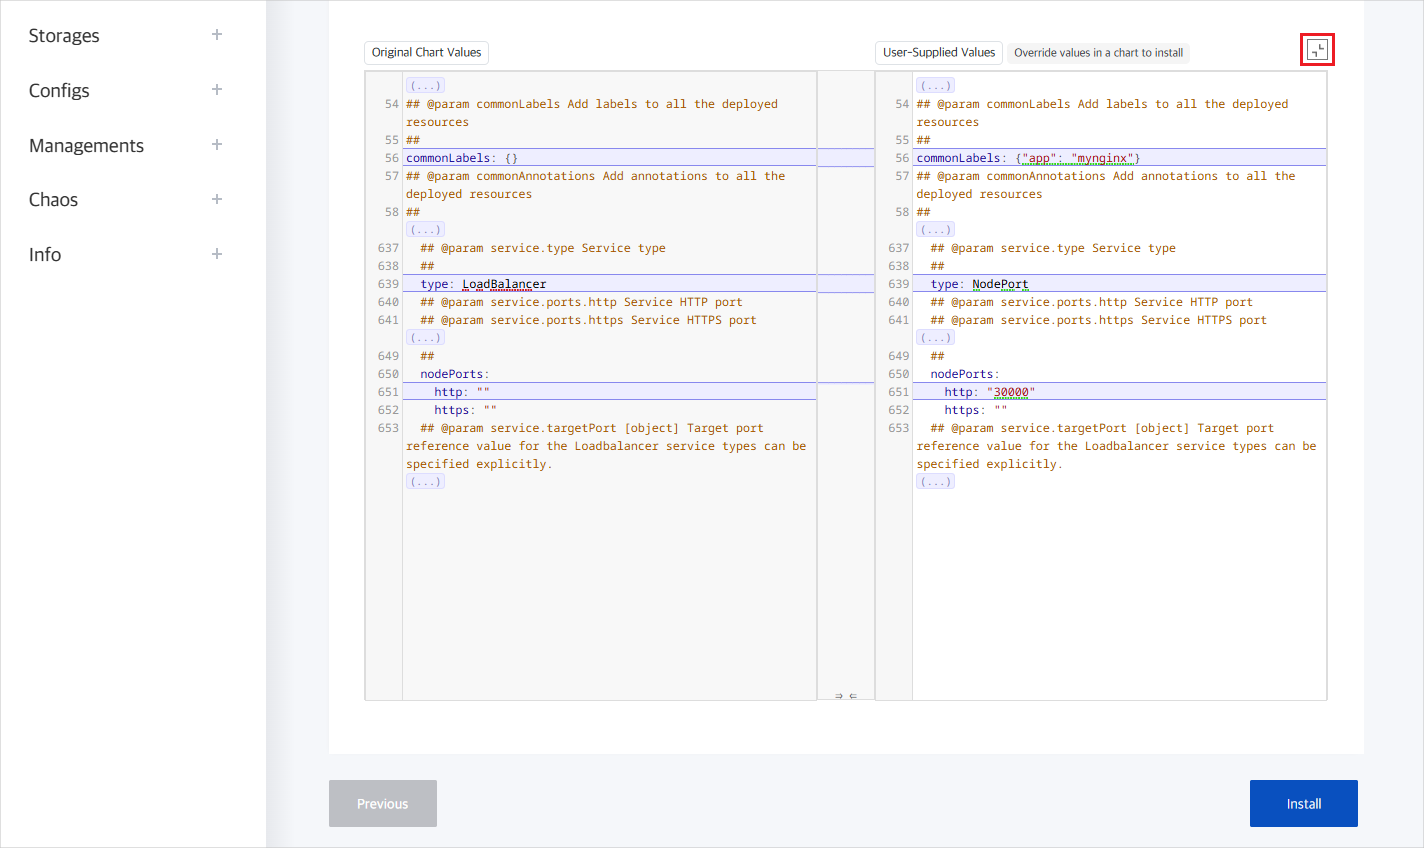 Storages +
Configs +
Managements +
Chaos +
Info +
Original Chart Values
(...)
54 ## @param commonLabels Add labels to all the deployed
resources
55 ##
56 commonLabels: {}
57 ## @param commonAnnotations Add annotations to all the
deployed resources
58 ##
(...)
637 ## @param service.type Service type
638 ##
639 type: LoadBalancer
640 ## @param service.ports.http Service HTTP port
641 ## @param service.ports.https Service HTTPS port
(...)
649 ##
650 nodePorts:
651 http: ""
652 https: ""
653 ## @param service.targetPort [object] Target port
reference value for the Loadbalancer service types can be
specified explicitly.
(...)
⇒ ⇐
User-Supplied Values Override values in a chart to install
(...)
54 ## @param commonLabels Add labels to all the deployed
resources
55 ##
56 commonLabels: {"app": "mynginx"}
57 ## @param commonAnnotations Add annotations to all the
deployed resources
58 ##
(...)
637 ## @param service.type Service type
638 ##
639 type: NodePort
640 ## @param service.ports.http Service HTTP port
641 ## @param service.ports.https Service HTTPS port
(...)
649 ##
650 nodePorts:
651 http: "30000"
652 https: ""
653 ## @param service.targetPort [object] Target port
reference value for the Loadbalancer service types can be
specified explicitly.
(...)
Previous
Install